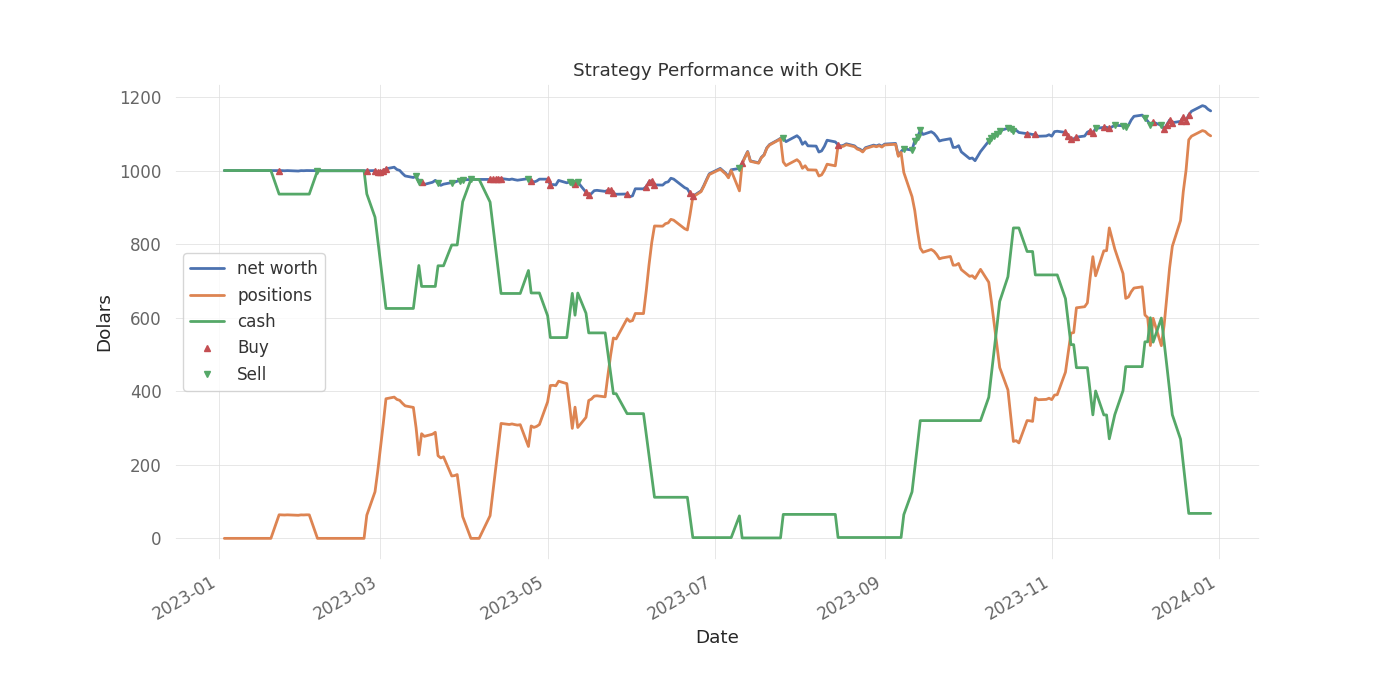 Strategy Performance with OKE
1200
1000
800
600
400
200
0
Dolars
net worth
positions
cash
Buy
Sell
2023-01
2023-03
2023-05
2023-07
2023-09
2023-11
2024-01
Date